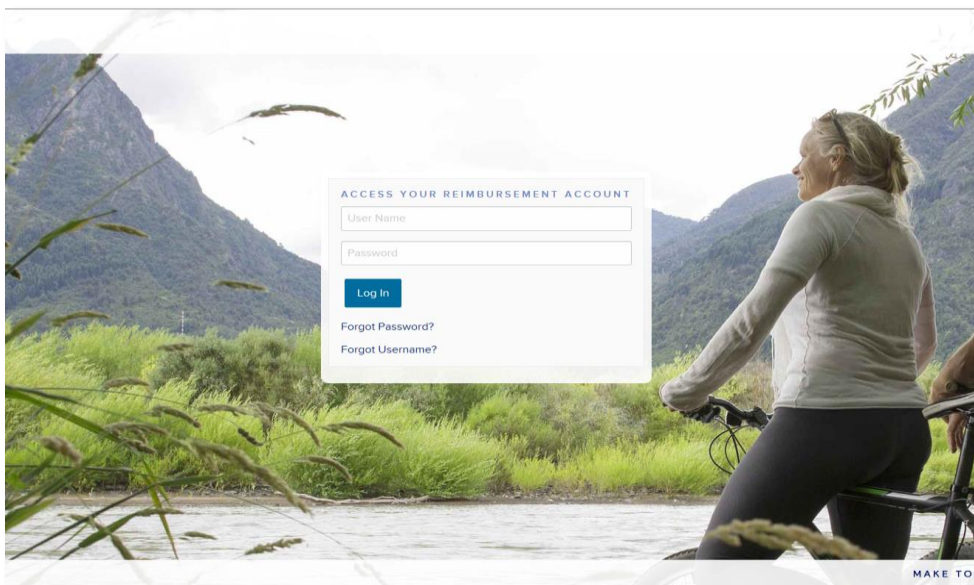 ACCESS YOUR REIMBURSEMENT ACCOUNT
User Name
Password
Log In
Forgot Password?
Forgot Username?
MAKE TO